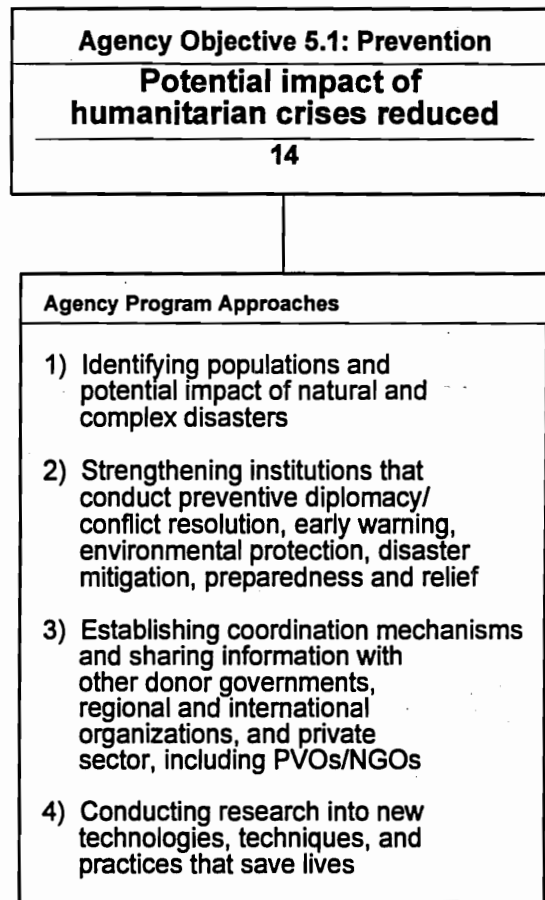 Agency Objective 5.1: Prevention
Potential impact of
humanitarian crises reduced
14
Agency Program Approaches
1) Identifying populations and
potential impact of natural and
complex disasters
2) Strengthening institutions that
conduct preventive diplomacy/
conflict resolution, early warning,
environmental protection, disaster
mitigation, preparedness and relief
3) Establishing coordination mechanisms
and sharing information with
other donor governments,
regional and international
organizations, and private
sector, including PVOs/NGOs
4) Conducting research into new
technologies, techniques, and
practices that save lives